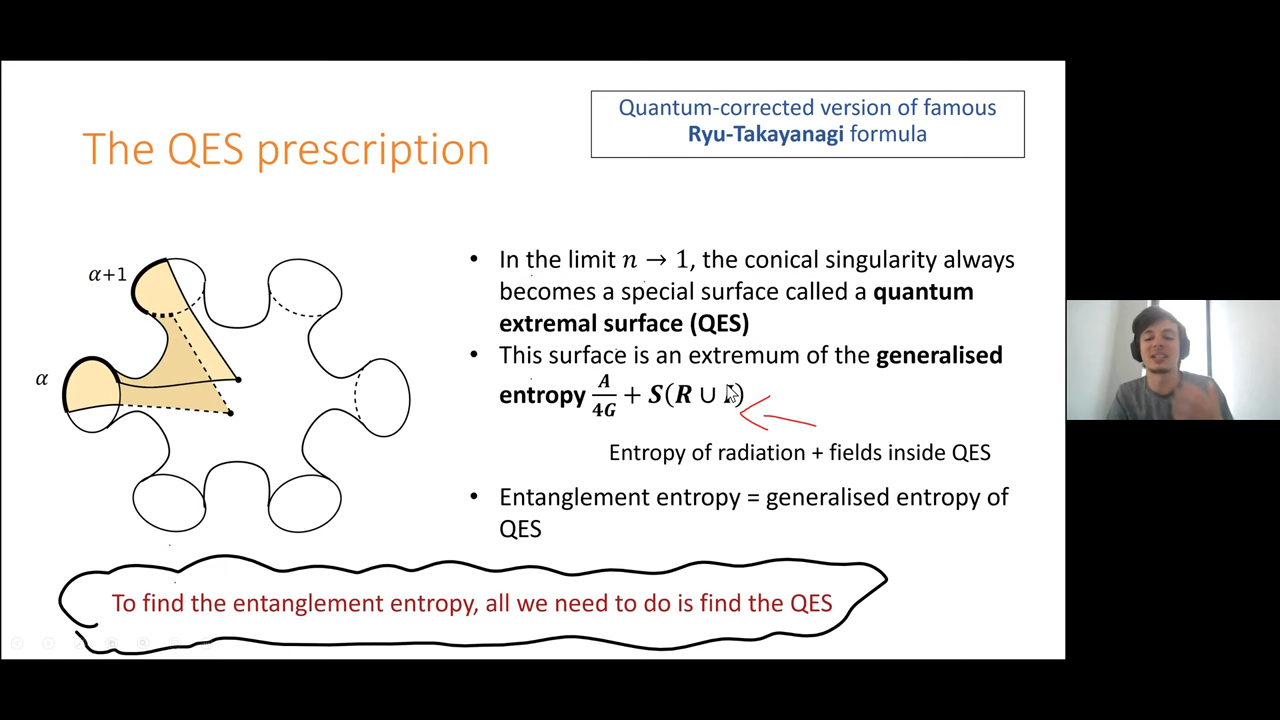 Quantum-corrected version of famous
Ryu-Takayanagi formula
The QES prescription
α+1
α
• In the limit n → 1, the conical singularity always
becomes a special surface called a quantum
extremal surface (QES)
• This surface is an extremum of the generalised
entropy A/4G + S(R ∪
Entropy of radiation + fields inside QES
• Entanglement entropy = generalised entropy of
QES
To find the entanglement entropy, all we need to do is find the QES